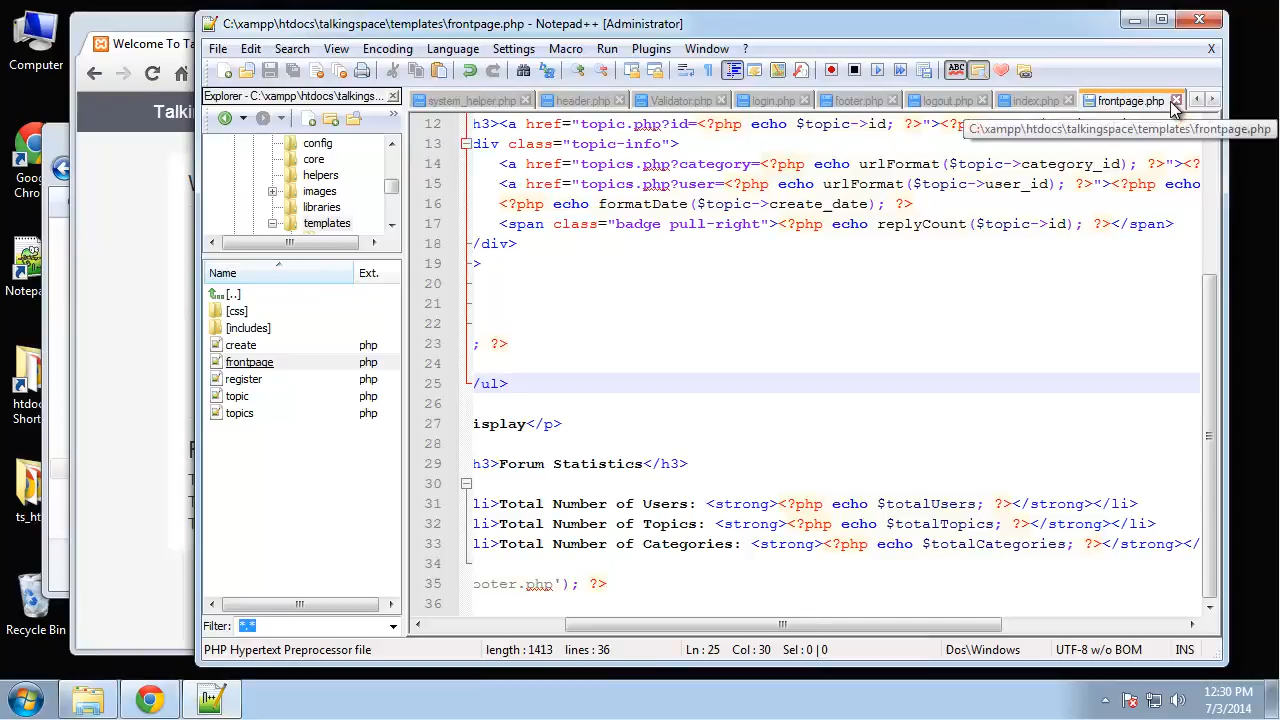 C:\xampp\htdocs\talkingspace\templates\frontpage.php - Notepad++ [Administrator]
Computer
Welcome To Ta
File Edit Search View Encoding Language Settings Macro Run Plugins Window ? X
Explorer - C:\xampp\htdocs\talkings...
system_helper.php header.php Validator.php login.php footer.php logout.php index.php frontpage.php
C:\xampp\htdocs\talkingspace\templates\frontpage.php
Talkin
Goo
Chro
Notepa
htdoc
Short
ts_ht
Recycle Bin
config
core
helpers
images
libraries
templates
Name Ext.
[..]
[css]
[includes]
create php
frontpage php
register php
topic php
topics php
Filter: *.*
12 h3><a href="topic.php?id=<?php echo $topic->id; ?>"><?p
13 div class="topic-info">
14 <a href="topics.php?category=<?php echo urlFormat($topic->category_id); ?>"><?
15 <a href="topics.php?user=<?php echo urlFormat($topic->user_id); ?>"><?php echo
16 <?php echo formatDate($topic->create_date); ?>
17 <span class="badge pull-right"><?php echo replyCount($topic->id); ?></span>
18 /div>
19 >
20
21
22
23 ; ?>
24
25 /ul>
26
27 isplay</p>
28
29 h3>Forum Statistics</h3>
30
31 li>Total Number of Users: <strong><?php echo $totalUsers; ?></strong></li>
32 li>Total Number of Topics: <strong><?php echo $totalTopics; ?></strong></li>
33 li>Total Number of Categories: <strong><?php echo $totalCategories; ?></strong></
34
35 ooter.php'); ?>
36
PHP Hypertext Preprocessor file length : 1413 lines : 36 Ln : 25 Col : 30 Sel : 0 | 0 Dos\Windows UTF-8 w/o BOM INS
12:30 PM
7/3/2014